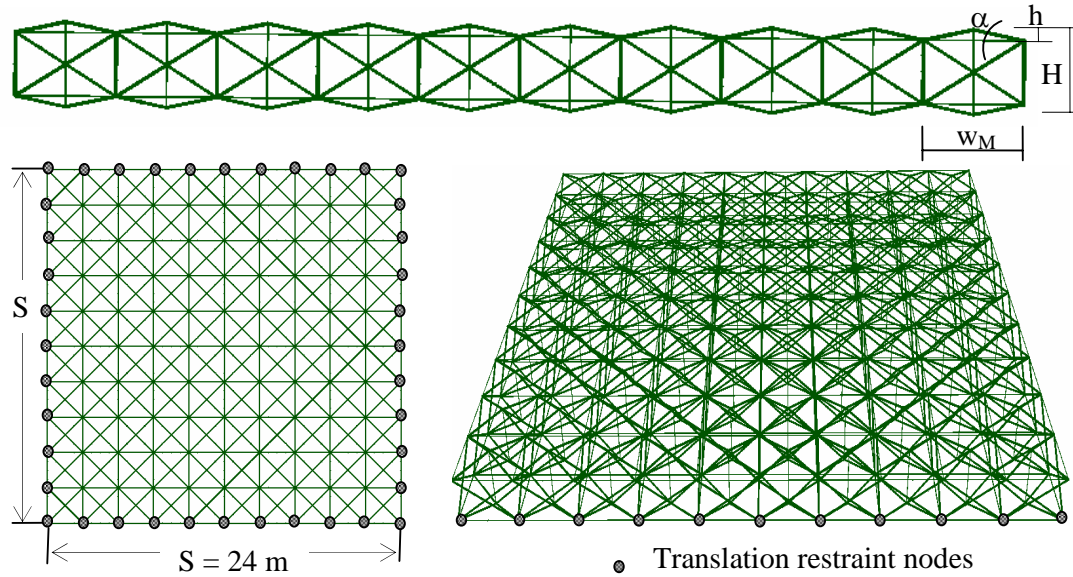 α
h
H
w_M
S
S = 24 m
Translation restraint nodes